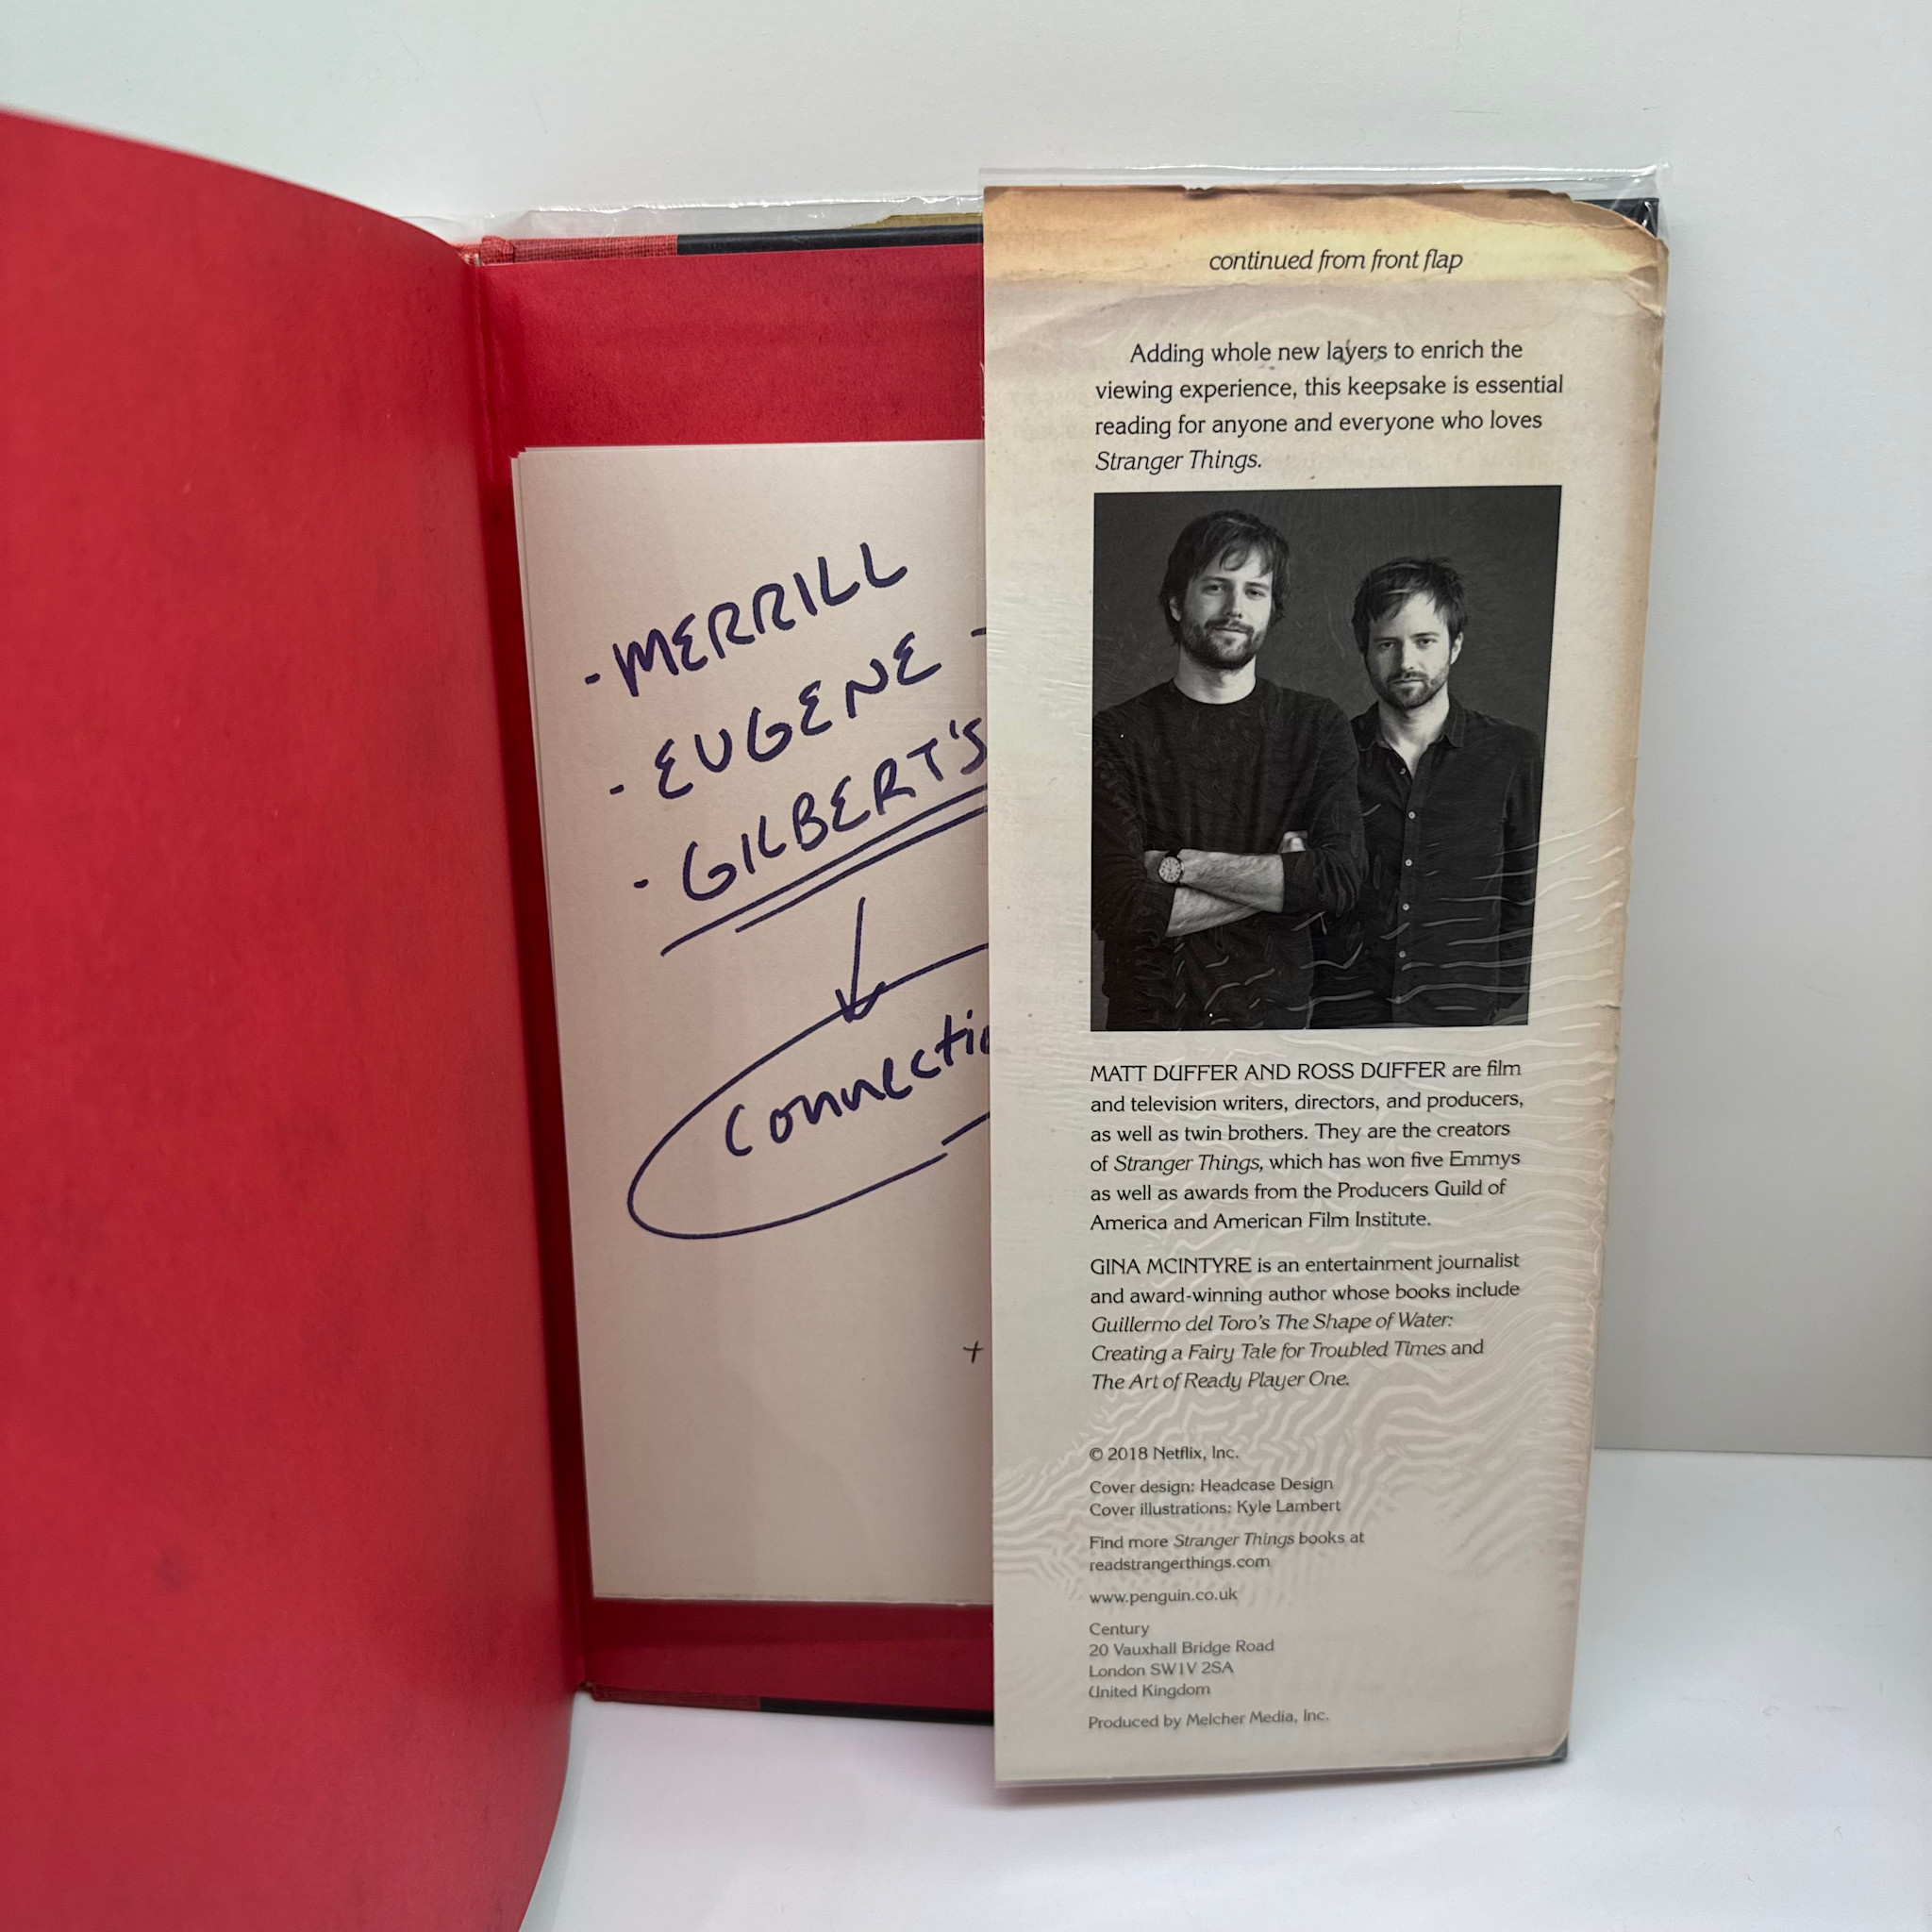 - MERRILL
- EUGENE -
- GILBERT'S
+
continued from front flap
Adding whole new layers to enrich the
viewing experience, this keepsake is essential
reading for anyone and everyone who loves
Stranger Things.
MATT DUFFER AND ROSS DUFFER are film
and television writers, directors, and producers,
as well as twin brothers. They are the creators
of Stranger Things, which has won five Emmys
as well as awards from the Producers Guild of
America and American Film Institute.
GINA MCINTYRE is an entertainment journalist
and award-winning author whose books include
Guillermo del Toro's The Shape of Water:
Creating a Fairy Tale for Troubled Times and
The Art of Ready Player One.
© 2018 Netflix, Inc.
Cover design: Headcase Design
Cover illustrations: Kyle Lambert
Find more Stranger Things books at
readstrangerthings.com
www.penguin.co.uk
Century
20 Vauxhall Bridge Road
London SW1V 2SA
United Kingdom
Produced by Melcher Media, Inc.